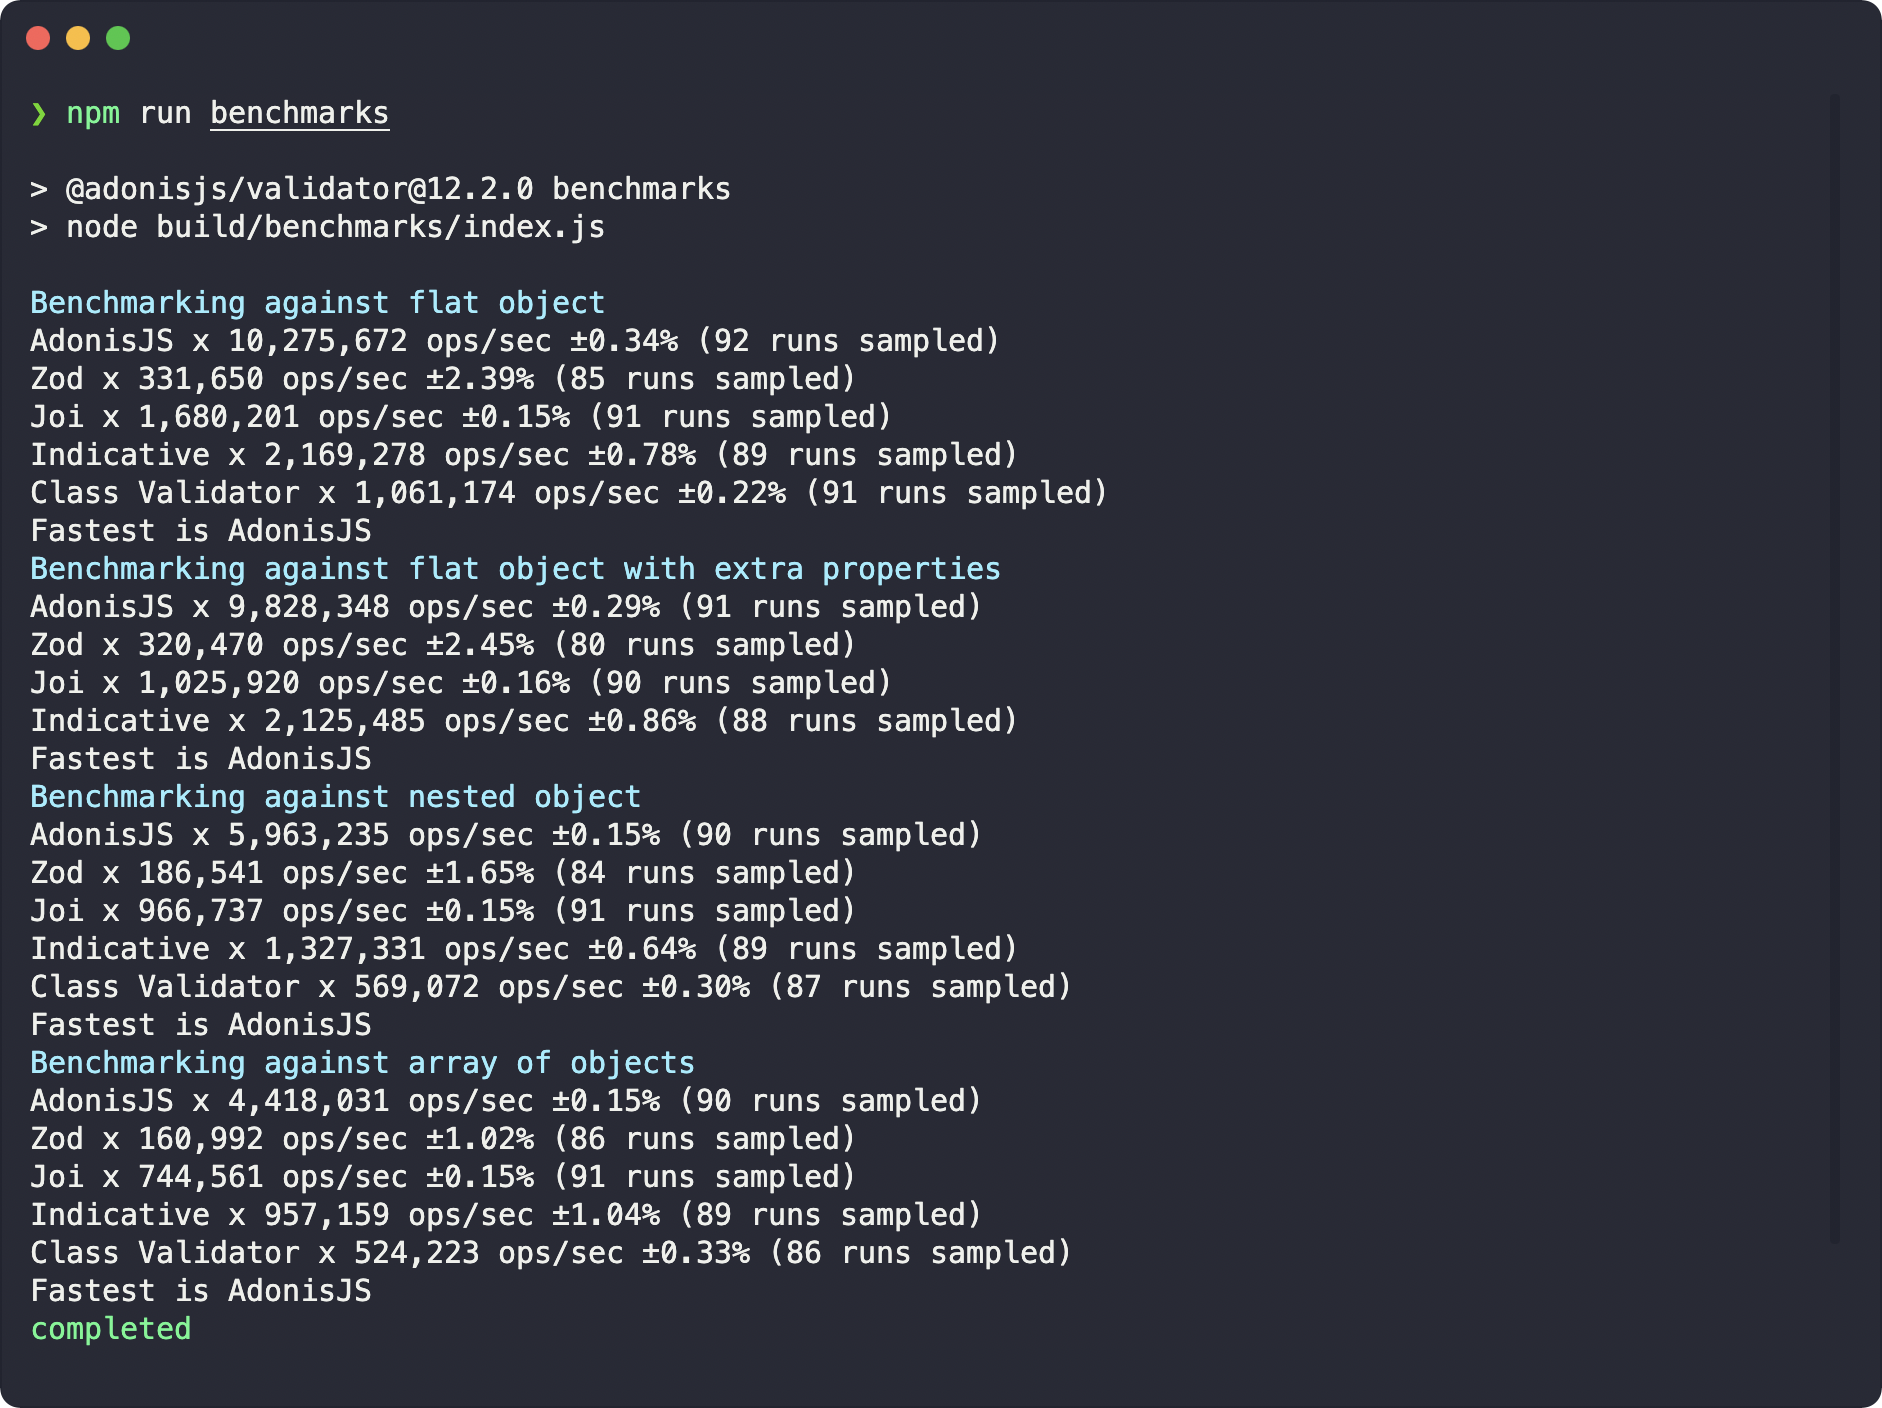 ❯ npm run benchmarks
> @adonisjs/validator@12.2.0 benchmarks
> node build/benchmarks/index.js
Benchmarking against flat object
AdonisJS x 10,275,672 ops/sec ±0.34% (92 runs sampled)
Zod x 331,650 ops/sec ±2.39% (85 runs sampled)
Joi x 1,680,201 ops/sec ±0.15% (91 runs sampled)
Indicative x 2,169,278 ops/sec ±0.78% (89 runs sampled)
Class Validator x 1,061,174 ops/sec ±0.22% (91 runs sampled)
Fastest is AdonisJS
Benchmarking against flat object with extra properties
AdonisJS x 9,828,348 ops/sec ±0.29% (91 runs sampled)
Zod x 320,470 ops/sec ±2.45% (80 runs sampled)
Joi x 1,025,920 ops/sec ±0.16% (90 runs sampled)
Indicative x 2,125,485 ops/sec ±0.86% (88 runs sampled)
Fastest is AdonisJS
Benchmarking against nested object
AdonisJS x 5,963,235 ops/sec ±0.15% (90 runs sampled)
Zod x 186,541 ops/sec ±1.65% (84 runs sampled)
Joi x 966,737 ops/sec ±0.15% (91 runs sampled)
Indicative x 1,327,331 ops/sec ±0.64% (89 runs sampled)
Class Validator x 569,072 ops/sec ±0.30% (87 runs sampled)
Fastest is AdonisJS
Benchmarking against array of objects
AdonisJS x 4,418,031 ops/sec ±0.15% (90 runs sampled)
Zod x 160,992 ops/sec ±1.02% (86 runs sampled)
Joi x 744,561 ops/sec ±0.15% (91 runs sampled)
Indicative x 957,159 ops/sec ±1.04% (89 runs sampled)
Class Validator x 524,223 ops/sec ±0.33% (86 runs sampled)
Fastest is AdonisJS
completed